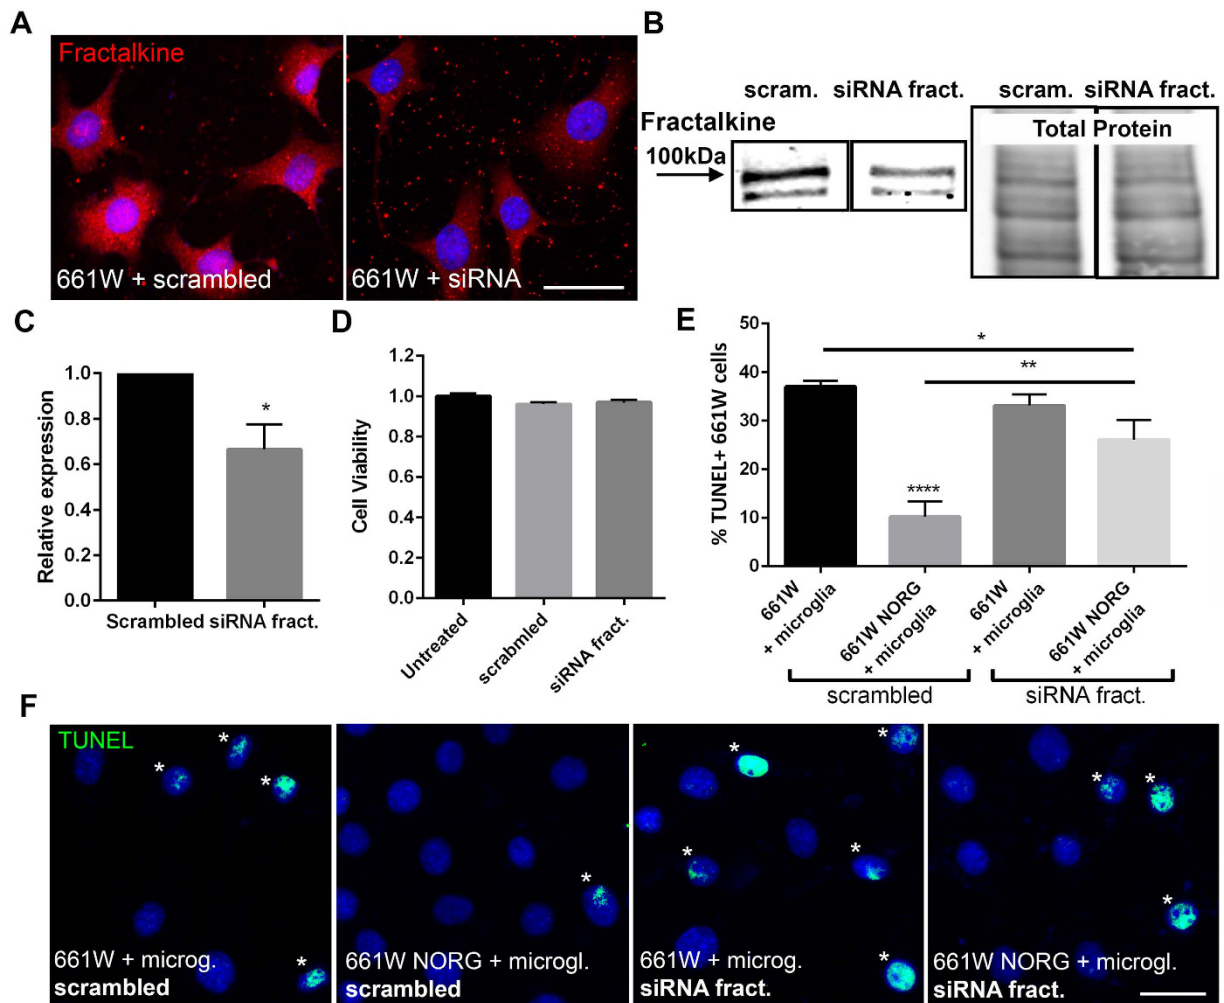 A
Fractalkine
661W + scrambled
661W + siRNA
B
scram. siRNA fract.
scram. siRNA fract.
Fractalkine
100kDa
Total Protein
C
Relative expression
1.0
0.8
0.6
0.4
0.2
0.0
*
Scrambled siRNA fract.
D
Cell Viability
1.2
1.0
0.8
0.6
0.4
0.2
0.0
Untreated
scrabmled
siRNA fract.
E
% TUNEL+ 661W cells
50
40
30
20
10
0
*
**
****
661W
+ microglia
661W NORG
+ microglia
661W
+ microglia
661W NORG
+ microglia
scrambled
siRNA fract.
F
TUNEL
* * * *
661W + microg.
scrambled
*
661W NORG + microgl.
scrambled
* * * * *
661W + microg.
siRNA fract.
* * *
661W NORG + microgl.
siRNA fract.